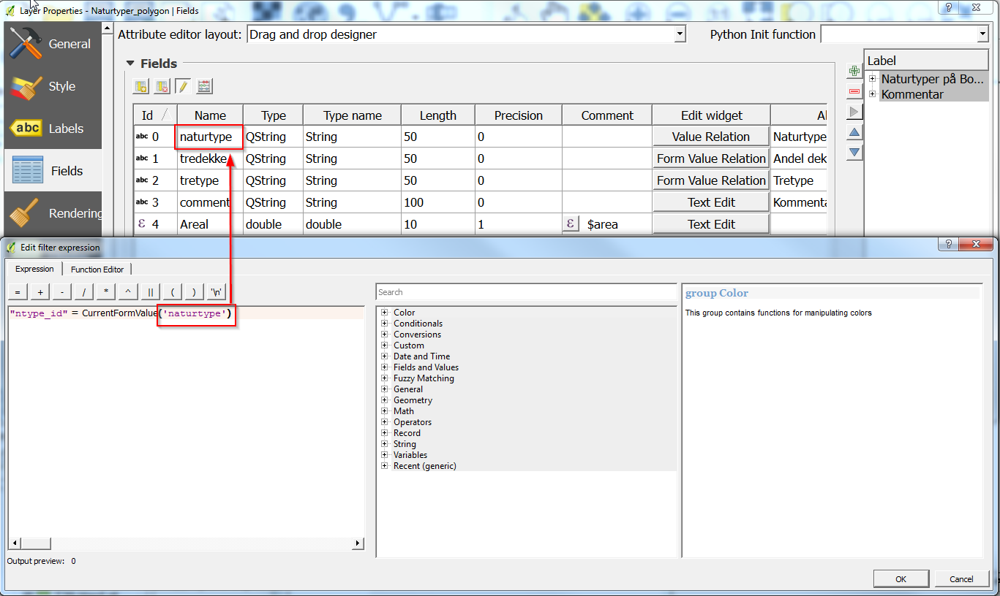 Layer Properties - Naturtyper_polygon | Fields
General
Style
Labels
Fields
Rendering
abc
Attribute editor layout: Drag and drop designer Python Init function
Fields
Id Name Type Type name Length Precision Comment Edit widget Al
abc 0 naturtype QString String 50 0 Value Relation Naturtype
abc 1 tredekke QString String 50 0 Form Value Relation Andel dek
abc 2 tretype QString String 50 0 Form Value Relation Tretype
abc 3 comment QString String 100 0 Text Edit Kommenta
ε 4 Areal double double 10 1 ε $area Text Edit
Label
Naturtyper på Bo...
Kommentar
Edit filter expression
Expression Function Editor
= + - / * ^ || ( ) '\n'
"ntype_id" = CurrentFormValue('naturtype')
Output preview: 0
Search
Color
Conditionals
Conversions
Custom
Date and Time
Fields and Values
Fuzzy Matching
General
Geometry
Math
Operators
Record
String
Variables
Recent (generic)
group Color
This group contains functions for manipulating colors
OK Cancel